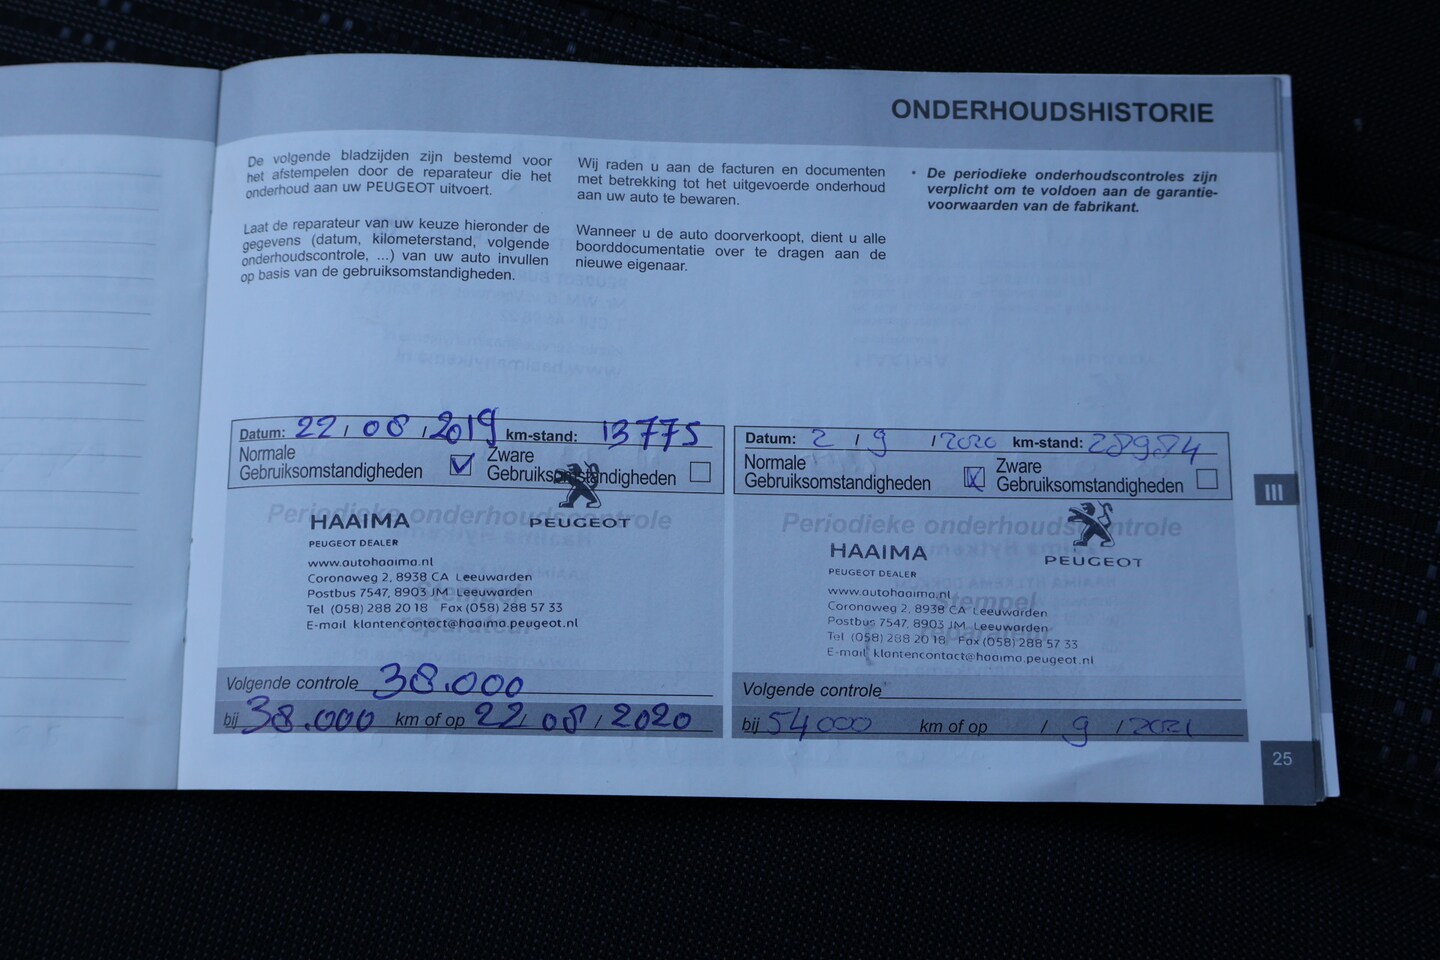 ONDERHOUDSHISTORIE
De volgende bladzijden zijn bestemd voor
het afstempelen door de reparateur die het
onderhoud aan uw PEUGEOT uitvoert.
Laat de reparateur van uw keuze hieronder de
gegevens (datum, kilometerstand, volgende
onderhoudscontrole, ...) van uw auto invullen
op basis van de gebruiksomstandigheden.
Wij raden u aan de facturen en documenten
met betrekking tot het uitgevoerde onderhoud
aan uw auto te bewaren.
Wanneer u de auto doorverkoopt, dient u alle
boorddocumentatie over te dragen aan de
nieuwe eigenaar.
• De periodieke onderhoudscontroles zijn
verplicht om te voldoen aan de garantie-
voorwaarden van de fabrikant.
Datum: 22 / 08 / 2019 km-stand: 13775
Normale
Gebruiksomstandigheden
Zware
Gebruiksomstandigheden
Periodieke onderhoudscontrole
PEUGEOT
HAAIMA
PEUGEOT DEALER
www.autohaaima.nl
Coronaweg 2, 8938 CA Leeuwarden
Postbus 7547, 8903 JM Leeuwarden
Tel (058) 288 20 18 Fax (058) 288 57 33
E-mail klantencontact@haaima.peugeot.nl
Stempel
reparateur
Volgende controle 38.000
bij 38.000 km of op 22 / 08 / 2020
Datum: 2 / 9 / 2020 km-stand: 28984
Normale
Gebruiksomstandigheden
Zware
Gebruiksomstandigheden
Periodieke onderhoudscontrole
PEUGEOT
HAAIMA
PEUGEOT DEALER
www.autohaaima.nl
Coronaweg 2, 8938 CA Leeuwarden
Postbus 7547, 8903 JM Leeuwarden
Tel (058) 288 20 18 Fax (058) 288 57 33
E-mail klantencontact@haaima.peugeot.nl
Stempel
reparateur
Volgende controle
bij 54000 km of op / 9 / 2021
III
25